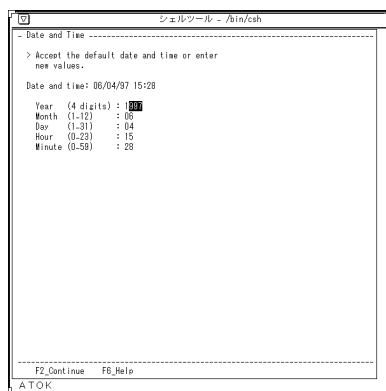 シェルツール - /bin/csh
- Date and Time ----------------------------------------------------------------
> Accept the default date and time or enter
new values.
Date and time: 06/04/97 15:28
Year (4 digits) : 1997
Month (1-12) : 06
Day (1-31) : 04
Hour (0-23) : 15
Minute (0-59) : 28
--------------------------------------------------------------------------------
F2_Continue F6_Help
ATOK